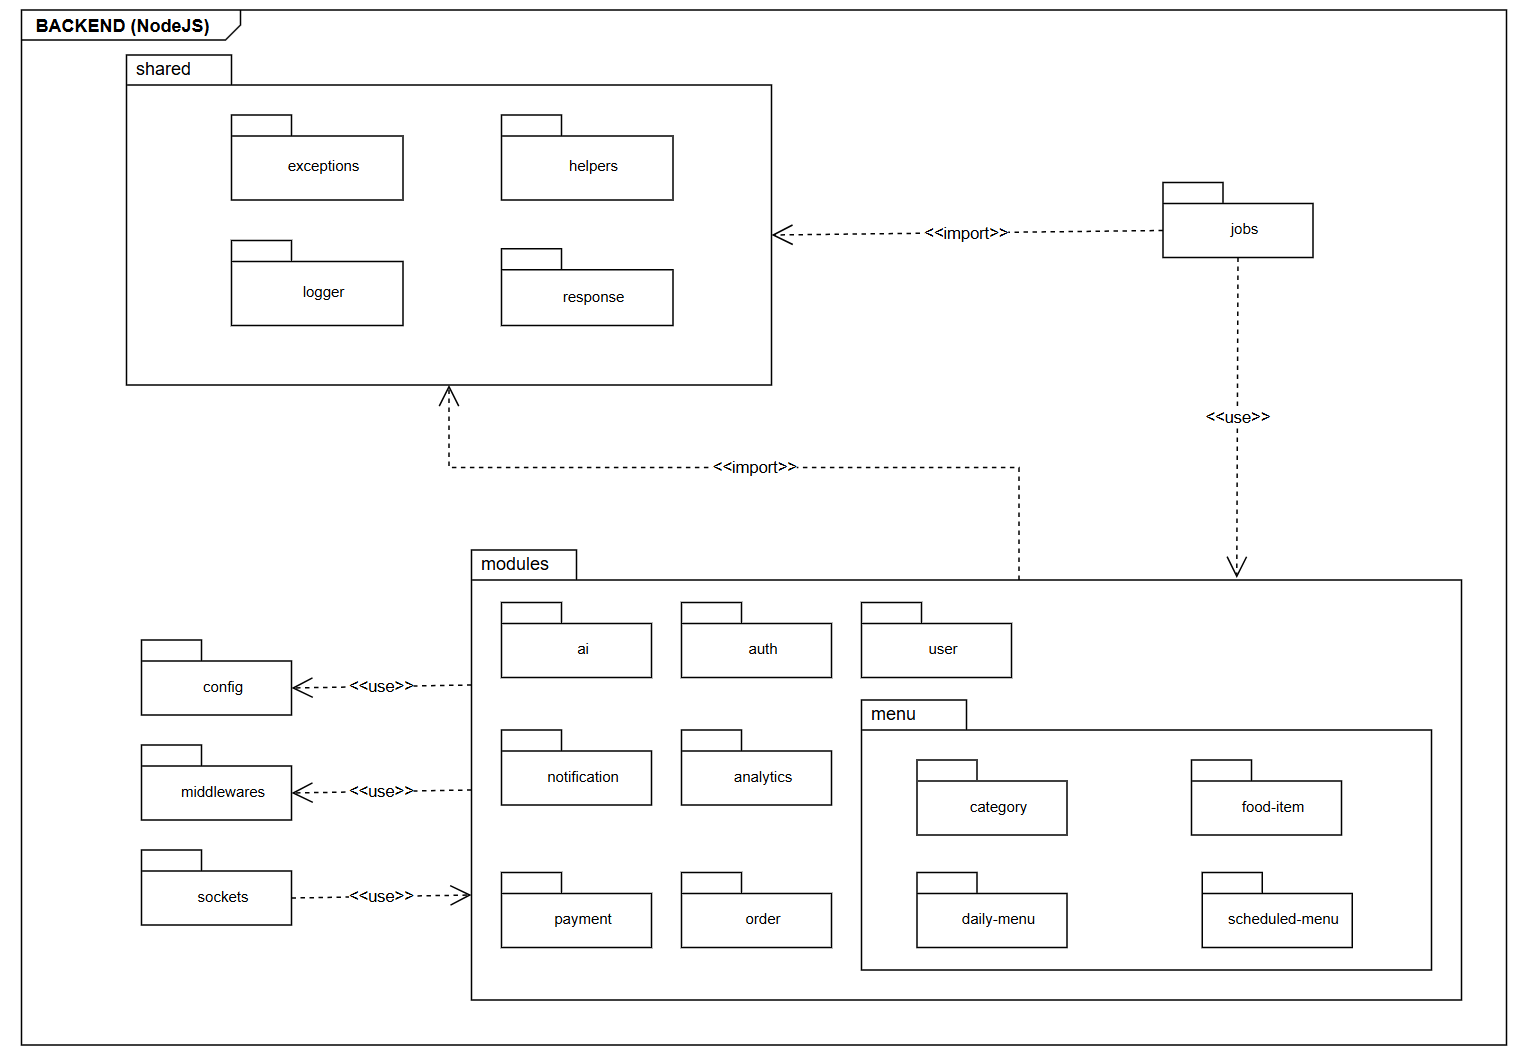 BACKEND (NodeJS)
shared
exceptions
helpers
logger
response
<<import>>
jobs
<<use>>
<<import>>
modules
ai
auth
user
config
<<use>>
menu
notification
analytics
middlewares
<<use>>
category
food-item
sockets
<<use>>
payment
order
daily-menu
scheduled-menu